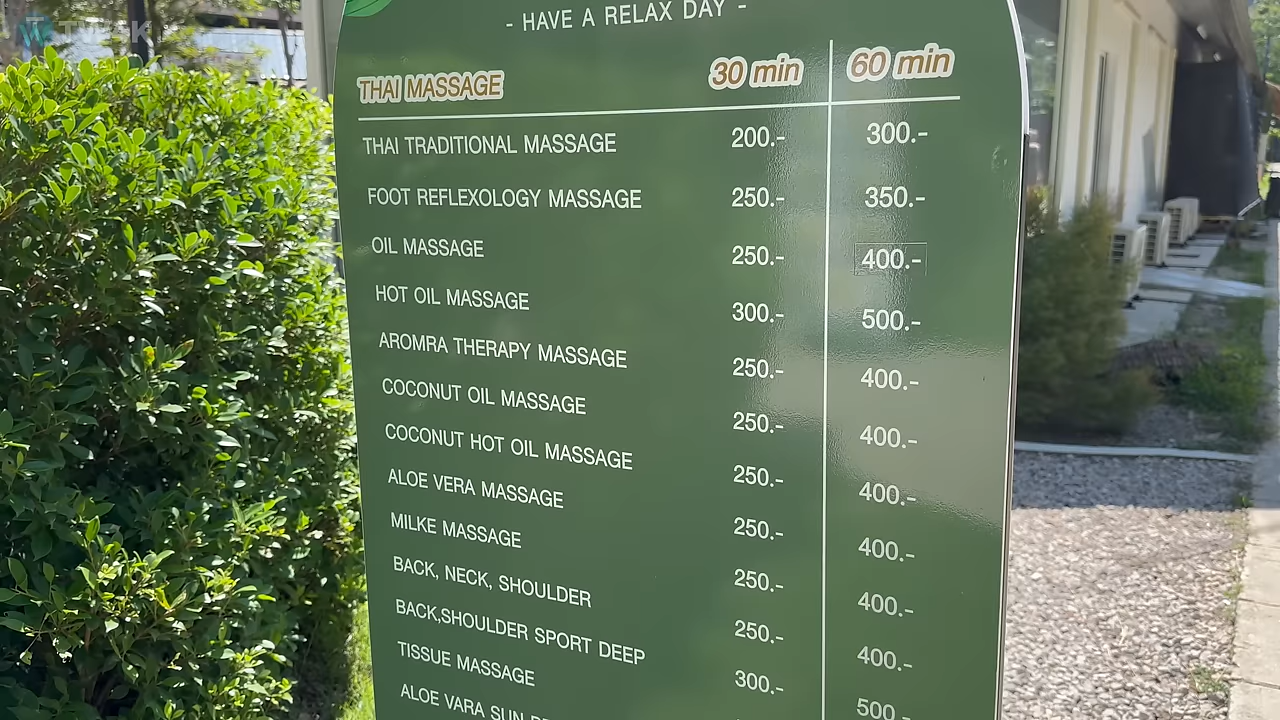 - HAVE A RELAX DAY -
THAI MASSAGE 30 min 60 min
THAI TRADITIONAL MASSAGE 200.- 300.-
FOOT REFLEXOLOGY MASSAGE 250.- 350.-
OIL MASSAGE 250.- 400.-
HOT OIL MASSAGE 300.- 500.-
AROMRA THERAPY MASSAGE 250.- 400.-
COCONUT OIL MASSAGE 250.- 400.-
COCONUT HOT OIL MASSAGE 250.- 400.-
ALOE VERA MASSAGE 250.- 400.-
MILKE MASSAGE 250.- 400.-
BACK, NECK, SHOULDER 250.- 400.-
BACK,SHOULDER SPORT DEEP 300.- 500.-
TISSUE MASSAGE
ALOE VARA SUN